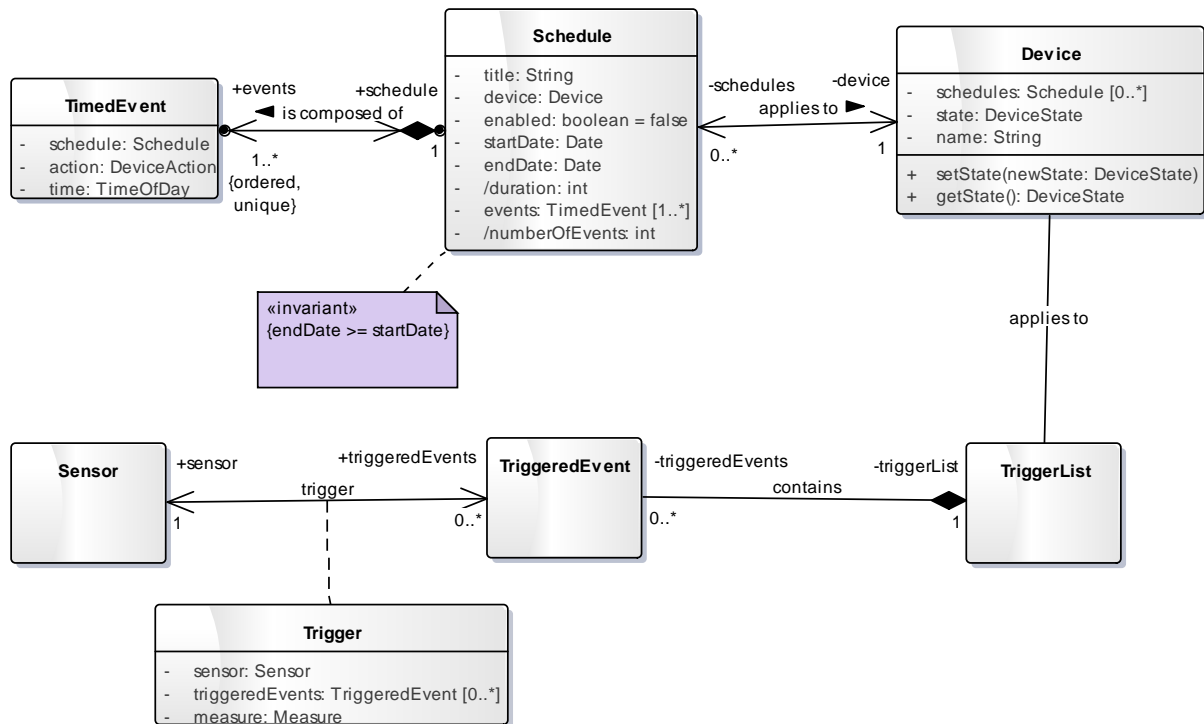 Schedule
- title: String
- device: Device
- enabled: boolean = false
- startDate: Date
- endDate: Date
- /duration: int
- events: TimedEvent [1..*]
- /numberOfEvents: int
Device
- schedules: Schedule [0..*]
- state: DeviceState
- name: String
+ setState(newState: DeviceState)
+ getState(): DeviceState
TimedEvent
- schedule: Schedule
- action: DeviceAction
- time: TimeOfDay
+events
+schedule
is composed of
1..*
{ordered,
unique}
1
-schedules
-device
applies to
0..*
1
«invariant»
{endDate >= startDate}
applies to
Sensor
+sensor
+triggeredEvents
trigger
1
0..*
TriggeredEvent
-triggeredEvents
-triggerList
contains
0..*
1
TriggerList
Trigger
- sensor: Sensor
- triggeredEvents: TriggeredEvent [0..*]
- measure: Measure